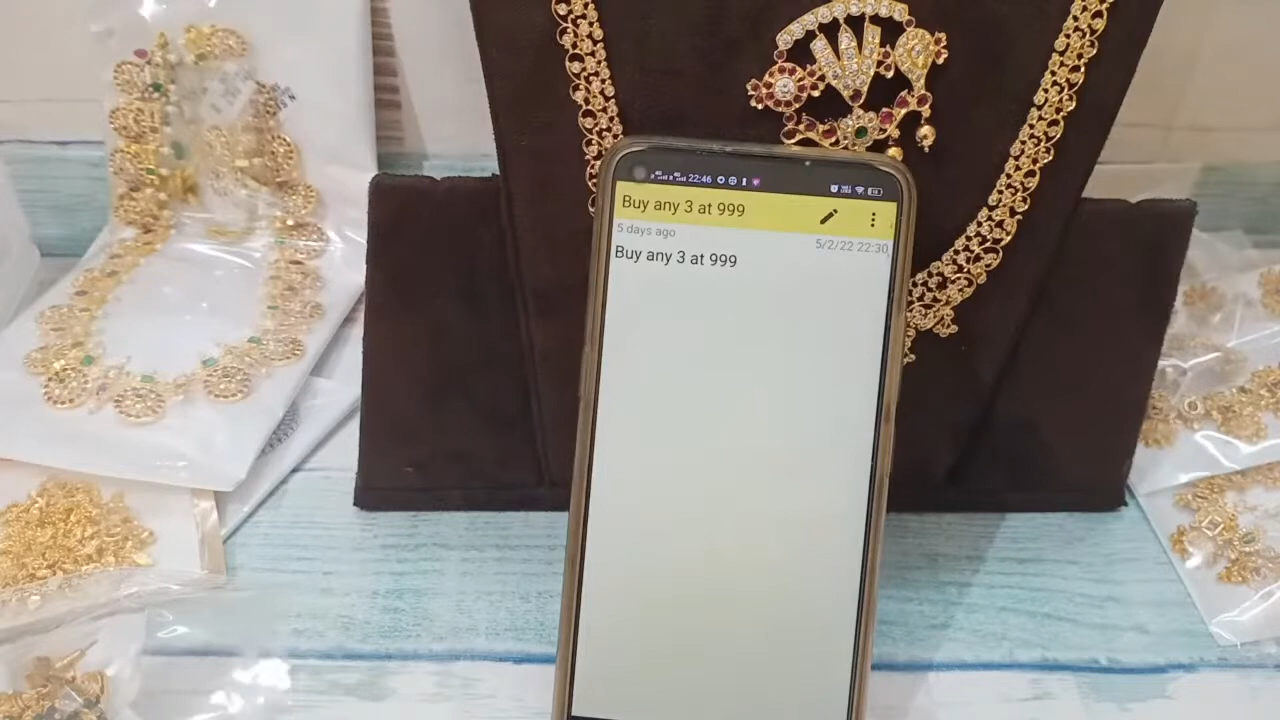 22:46
Buy any 3 at 999
5 days ago
5/2/22 22:30
Buy any 3 at 999